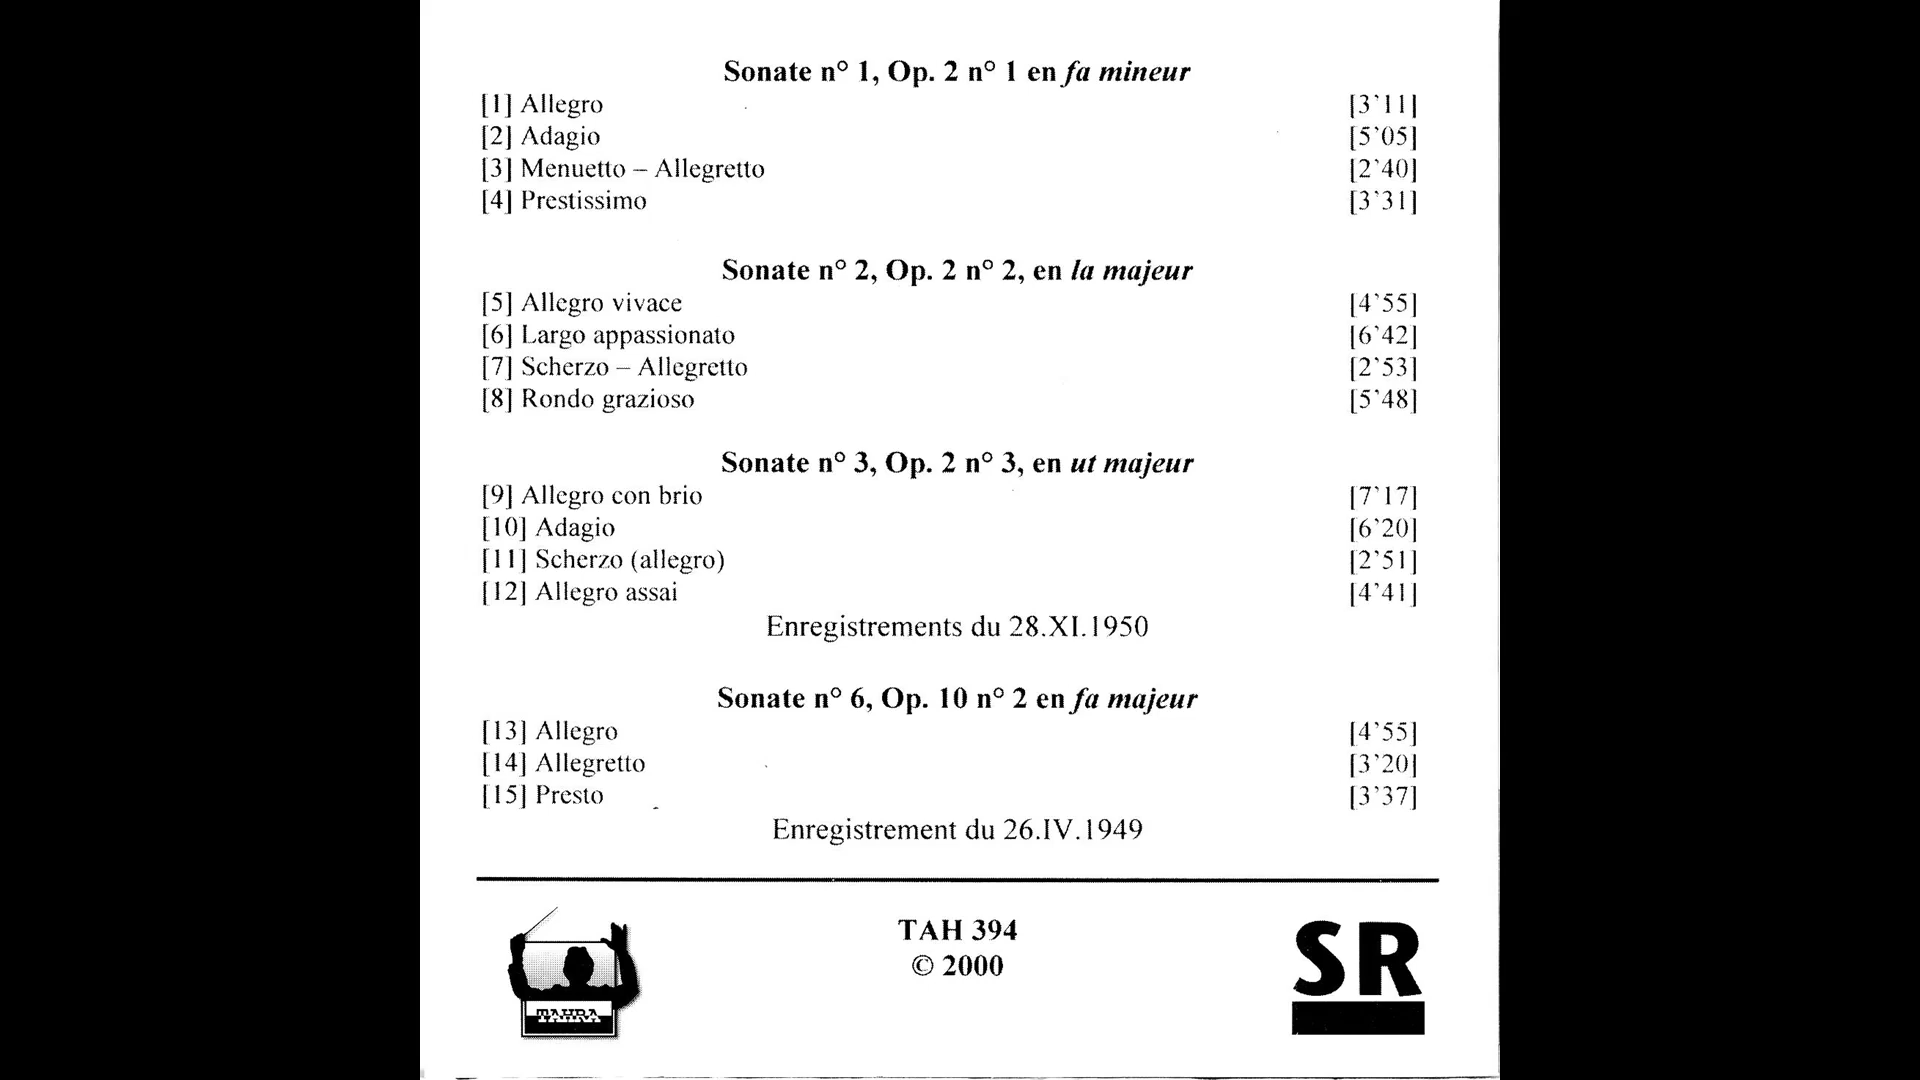 Sonate n° 1, Op. 2 n° 1 en fa mineur
[1] Allegro [3'11]
[2] Adagio [5'05]
[3] Menuetto – Allegretto [2'40]
[4] Prestissimo [3'31]
Sonate n° 2, Op. 2 n° 2, en la majeur
[5] Allegro vivace [4'55]
[6] Largo appassionato [6'42]
[7] Scherzo – Allegretto [2'53]
[8] Rondo grazioso [5'48]
Sonate n° 3, Op. 2 n° 3, en ut majeur
[9] Allegro con brio [7'17]
[10] Adagio [6'20]
[11] Scherzo (allegro) [2'51]
[12] Allegro assai [4'41]
Enregistrements du 28.XI.1950
Sonate n° 6, Op. 10 n° 2 en fa majeur
[13] Allegro [4'55]
[14] Allegretto [3'20]
[15] Presto [3'37]
Enregistrement du 26.IV.1949
TAH 394
© 2000
TAHRA
SR